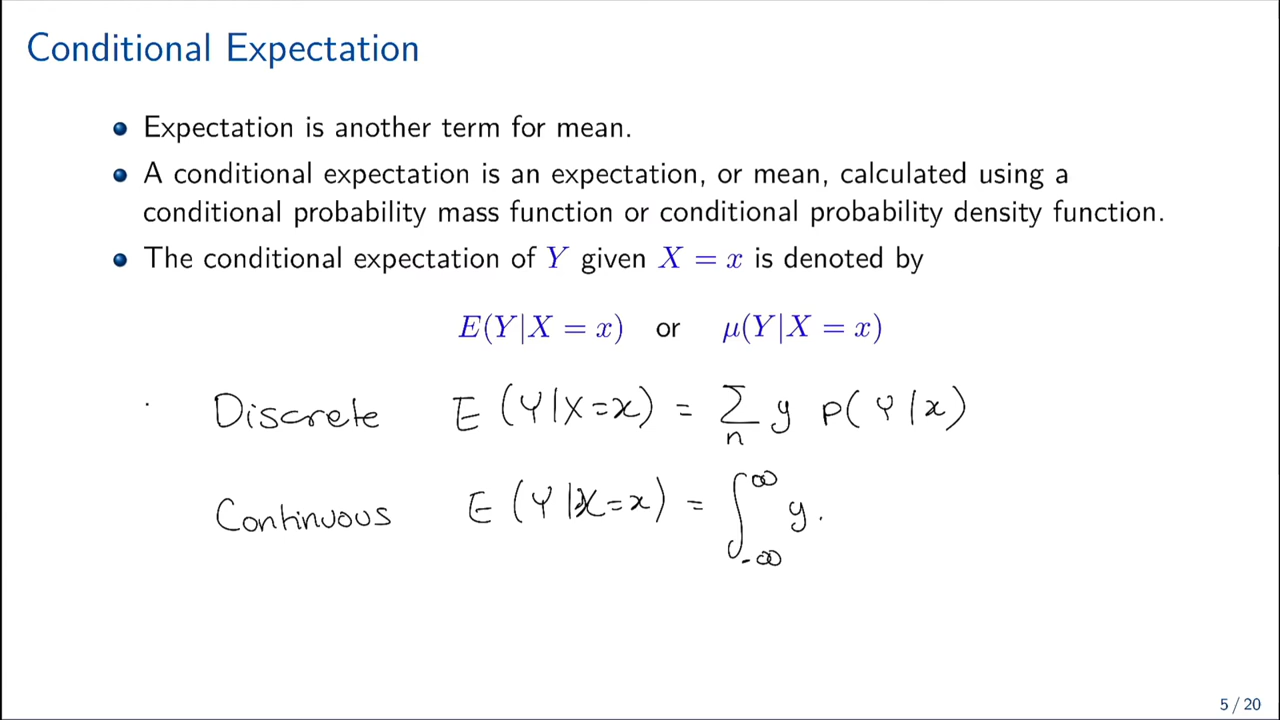 Conditional Expectation
Expectation is another term for mean.
A conditional expectation is an expectation, or mean, calculated using a
conditional probability mass function or conditional probability density function.
The conditional expectation of Y given X = x is denoted by
E(Y|X = x) or μ(Y|X = x)
Discrete E (Y|X=x) = ∑_n y p(Y|x)
Continuous E (Y|X=x) = ∫_{-∞}^{∞} y.
5 / 20